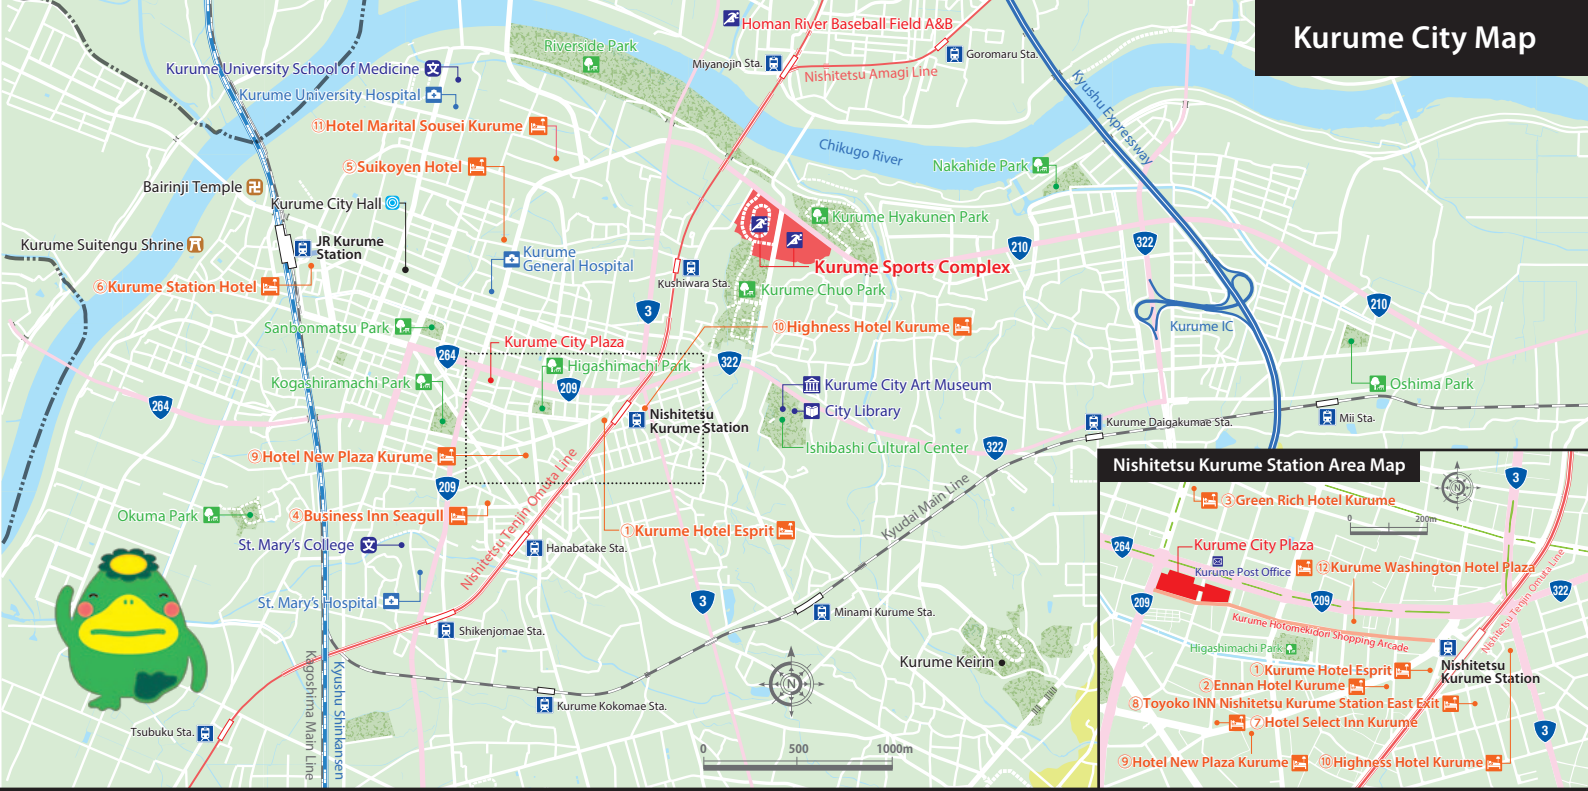 Kurume City Map
Homan River Baseball Field A&B
Riverside Park
Miyanojin Sta.
Goromaru Sta.
Nishitetsu Amagi Line
Kyushu Expressway
Kurume University School of Medicine
Kurume University Hospital
⑪Hotel Marital Sousei Kurume
Chikugo River
Nakahide Park
⑤Suikoyen Hotel
Bairinji Temple
Kurume City Hall
Kurume Hyakunen Park
Kurume Suitengu Shrine
JR Kurume
Station
Kurume
General Hospital
210
322
Kurume Sports Complex
⑥Kurume Station Hotel
Kushiwara Sta.
Kurume Chuo Park
3
210
Sanbonmatsu Park
⑩Highness Hotel Kurume
Kurume IC
Kurume City Plaza
264
Higashimachi Park
322
209
Kogashiramachi Park
Kurume City Art Museum
Oshima Park
264
City Library
Nishitetsu
Kurume Station
Kurume Daigakumae Sta.
Mii Sta.
Ishibashi Cultural Center
322
⑨Hotel New Plaza Kurume
209
Nishitetsu Tenjin Omuta Line
Kyudai Main Line
Okuma Park
④Business Inn Seagull
①Kurume Hotel Esprit
St. Mary's College
Hanabatake Sta.
St. Mary's Hospital
3
Minami Kurume Sta.
Shikenjomae Sta.
Kurume Keirin
N
Kagoshima Main Line
Kyushu Shinkansen
Kurume Kokomae Sta.
Tsubuku Sta.
0
500
1000m
Nishitetsu Kurume Station Area Map
N
3
③Green Rich Hotel Kurume
0
200m
264
Kurume City Plaza
Kurume Post Office
⑫Kurume Washington Hotel Plaza
322
209
209
Kurume Hotomekidori Shopping Arcade
Nishitetsu Tenjin Omuta Line
Higashimachi Park
Nishitetsu
Kurume Station
①Kurume Hotel Esprit
②Ennan Hotel Kurume
⑧Toyoko INN Nishitetsu Kurume Station East Exit
⑦Hotel Select Inn Kurume
3
⑨Hotel New Plaza Kurume
⑩Highness Hotel Kurume